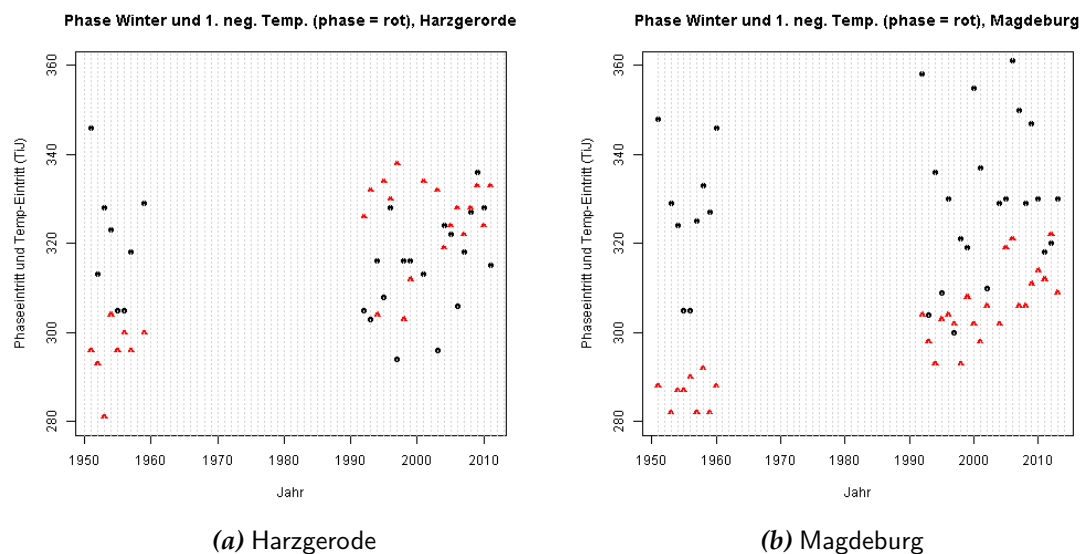 Phase Winter und 1. neg. Temp. (phase = rot), Harzgerorde
Phaseeintritt und Temp-Eintritt (TiJ)
360
340
320
300
280
1950 1960 1970 1980 1990 2000 2010
Jahr
(a) Harzgerode
Phase Winter und 1. neg. Temp. (phase = rot), Magdeburg
Phaseeintritt und Temp-Eintritt (TiJ)
360
340
320
300
280
1950 1960 1970 1980 1990 2000 2010
Jahr
(b) Magdeburg